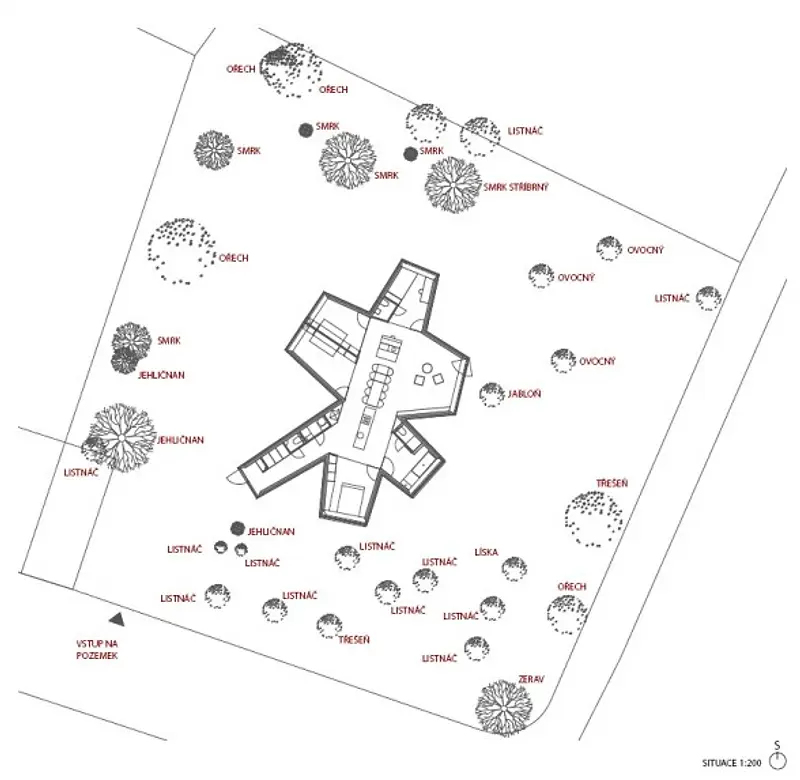 OŘECH
OŘECH
SMRK
LISTNÁČ
SMRK
SMRK
SMRK
SMRK STŘÍBRNÝ
OVOCNÝ
OŘECH
OVOCNÝ
LISTNÁČ
SMRK
OVOCNÝ
JEHLIČNAN
JABLOŇ
JEHLIČNAN
LISTNÁČ
TŘEŠEŇ
JEHLIČNAN
LISTNÁČ
LISTNÁČ
LÍSKA
LISTNÁČ
LISTNÁČ
OŘECH
LISTNÁČ
LISTNÁČ
LISTNÁČ
LISTNÁČ
TŘEŠEŇ
VSTUP NA
POZEMEK
LISTNÁČ
ZERAV
S
SITUACE 1:200